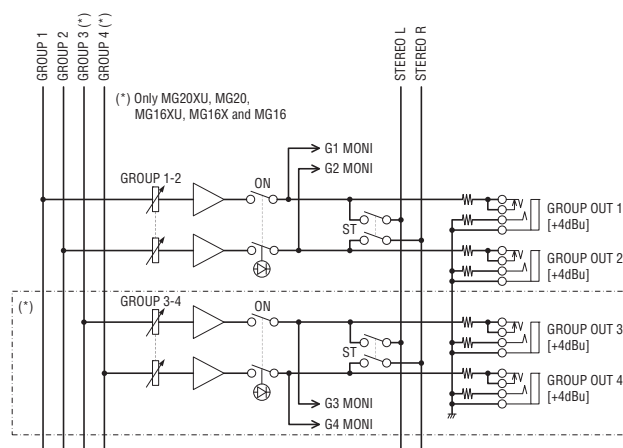 GROUP 1
GROUP 2
GROUP 3 (*)
GROUP 4 (*)
STEREO L
STEREO R
(*) Only MG20XU, MG20,
MG16XU, MG16X and MG16
G1 MONI
G2 MONI
GROUP 1-2
ON
ST
GROUP OUT 1
[+4dBu]
GROUP OUT 2
[+4dBu]
(*)
GROUP 3-4
ON
ST
GROUP OUT 3
[+4dBu]
GROUP OUT 4
[+4dBu]
G3 MONI
G4 MONI